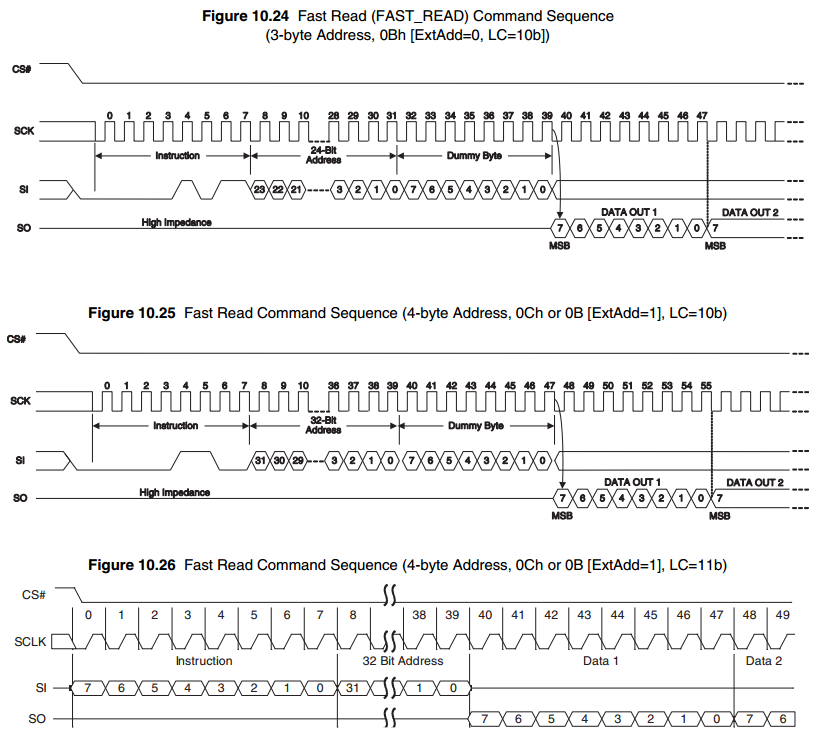 Figure 10.24 Fast Read (FAST_READ) Command Sequence
(3-byte Address, 0Bh [ExtAdd=0, LC=10b])
CS#
0 1 2 3 4 5 6 7 8 9 10 28 29 30 31 32 33 34 35 36 37 38 39 40 41 42 43 44 45 46 47
SCK
Instruction 24-Bit Address Dummy Byte
SI 23 22 21 3 2 1 0 7 6 5 4 3 2 1 0
DATA OUT 1 DATA OUT 2
SO High Impedance 7 6 5 4 3 2 1 0 7
MSB MSB
Figure 10.25 Fast Read Command Sequence (4-byte Address, 0Ch or 0B [ExtAdd=1], LC=10b)
CS#
0 1 2 3 4 5 6 7 8 9 10 36 37 38 39 40 41 42 43 44 45 46 47 48 49 50 51 52 53 54 55
SCK
Instruction 32-Bit Address Dummy Byte
SI 31 30 29 3 2 1 0 7 6 5 4 3 2 1 0
DATA OUT 1 DATA OUT 2
SO High Impedance 7 6 5 4 3 2 1 0 7
MSB MSB
Figure 10.26 Fast Read Command Sequence (4-byte Address, 0Ch or 0B [ExtAdd=1], LC=11b)
CS#
0 1 2 3 4 5 6 7 8 38 39 40 41 42 43 44 45 46 47 48 49
SCLK
Instruction 32 Bit Address Data 1 Data 2
SI 7 6 5 4 3 2 1 0 31 1 0
SO 7 6 5 4 3 2 1 0 7 6